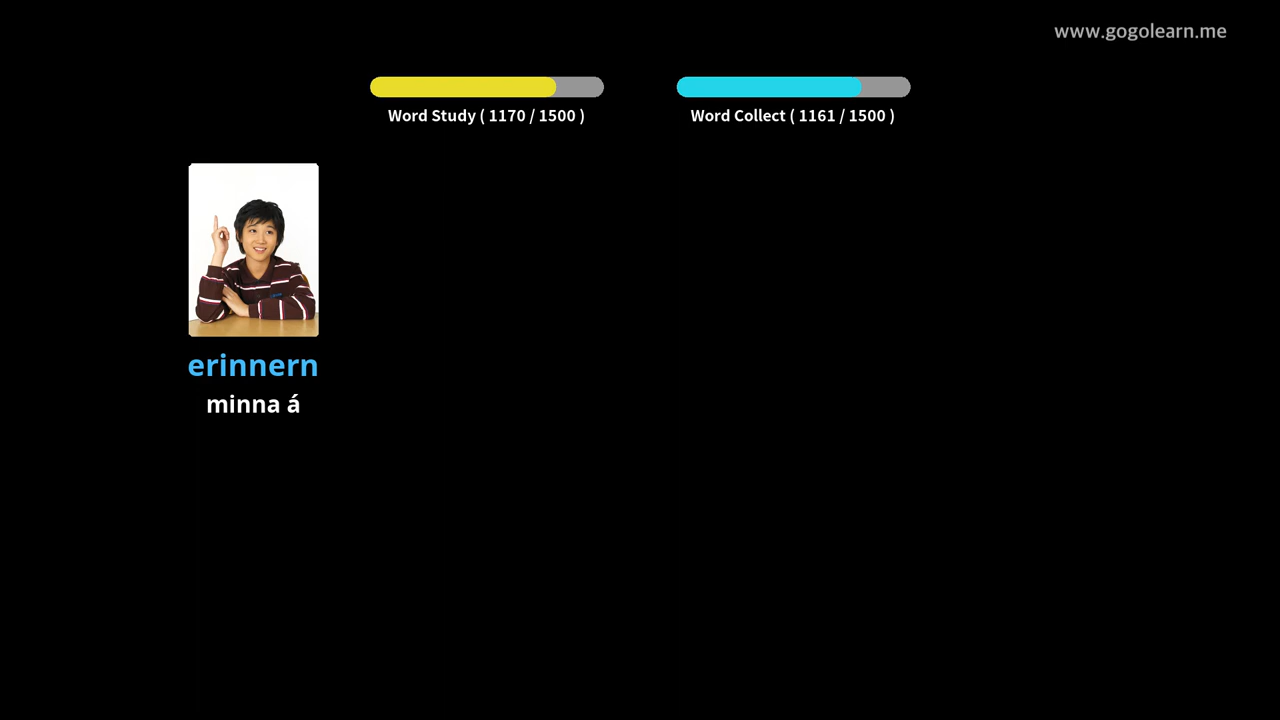 www.gogolearn.me
Word Study ( 1170 / 1500 )
Word Collect ( 1161 / 1500 )
erinnern
minna á